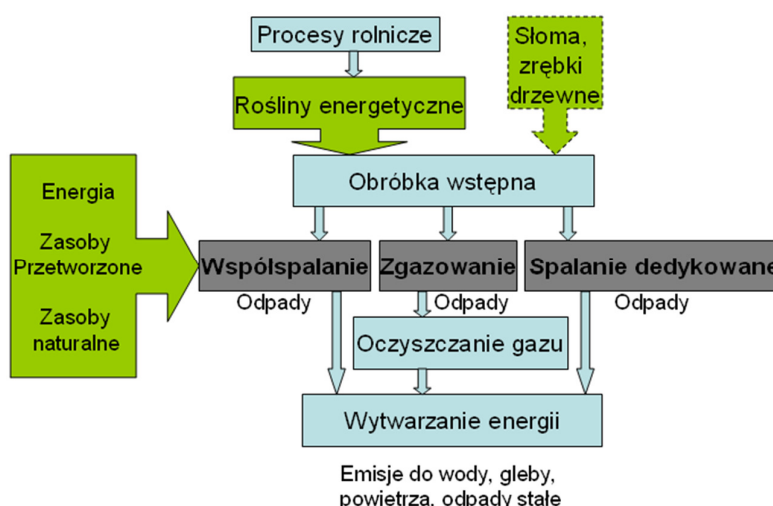 Procesy rolnicze
Słoma,
zrębki
drzewne
Rośliny energetyczne
Obróbka wstępna
Energia
Zasoby
Przetworzone
Zasoby
naturalne
Współspalanie
Zgazowanie
Spalanie dedykowane
Odpady
Odpady
Odpady
Oczyszczanie gazu
Wytwarzanie energii
Emisje do wody, gleby,
powietrza, odpady stałe